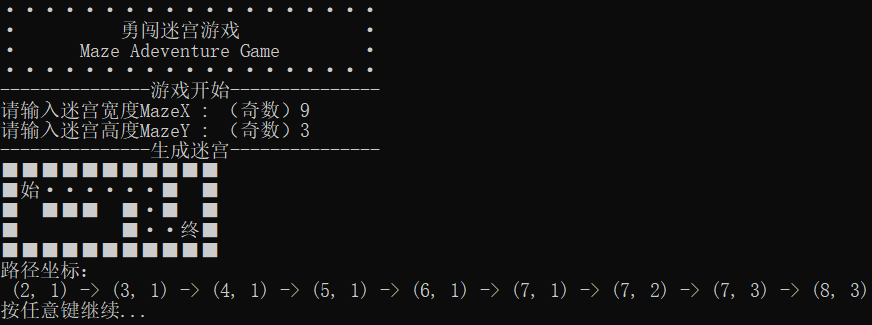 • • • • • • • • • • • • • • • • • • •
• 勇闯迷宫游戏 •
• Maze Adeventure Game •
• • • • • • • • • • • • • • • • • • •
---------------游戏开始---------------
请输入迷宫宽度MazeX : (奇数) 9
请输入迷宫高度MazeY : (奇数) 3
---------------生成迷宫---------------
■■■■■■■■■■■
■始••••••■  ■
■  ■■■  ■•■  ■
■          ■••终■
■■■■■■■■■■■
路径坐标:
(2, 1) -> (3, 1) -> (4, 1) -> (5, 1) -> (6, 1) -> (7, 1) -> (7, 2) -> (7, 3) -> (8, 3)
按任意键继续...